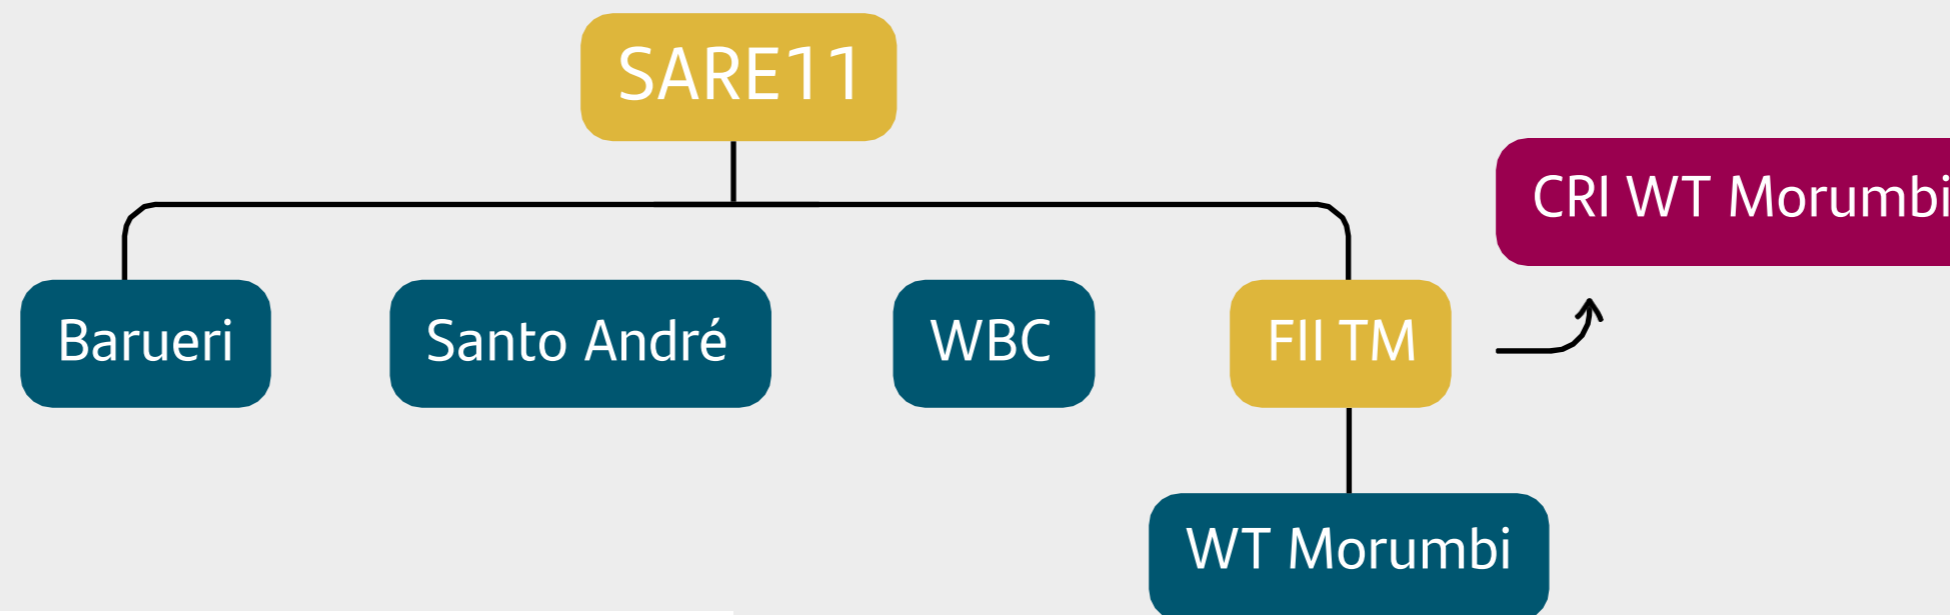 SARE11
CRI WT Morumbi
Barueri
Santo André
WBC
FII TM
WT Morumbi